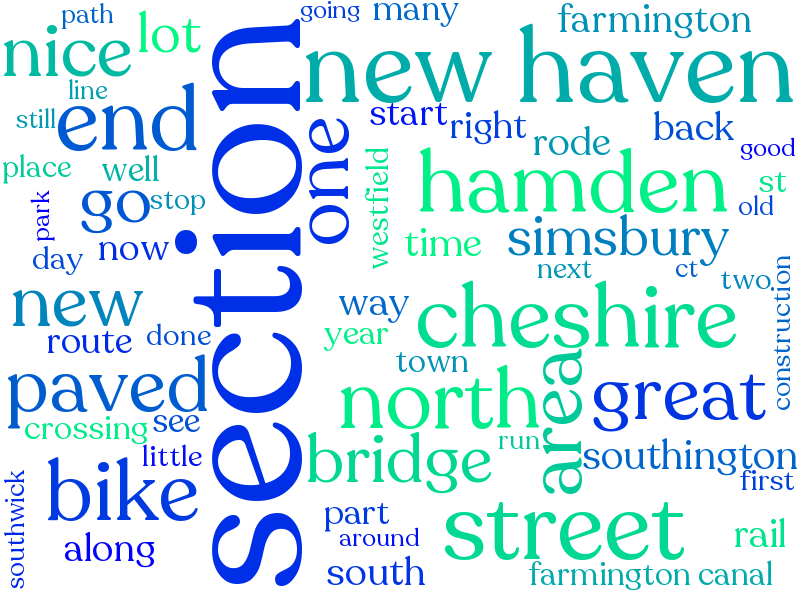 path
going
many
farmington
nice
lot
new haven
line
end
still
start
right
rode
back
good
place
well
one
westfield
hamden
st
old
go
stop
park
now
day
time
simsbury
next
ct
two
construction
new
way
cheshire
route
done
year
town
paved
area
great
north
crossing
see
little
bridge
run
southington
first
section
southwick
bike
along
part
around
south
street
rail
farmington canal